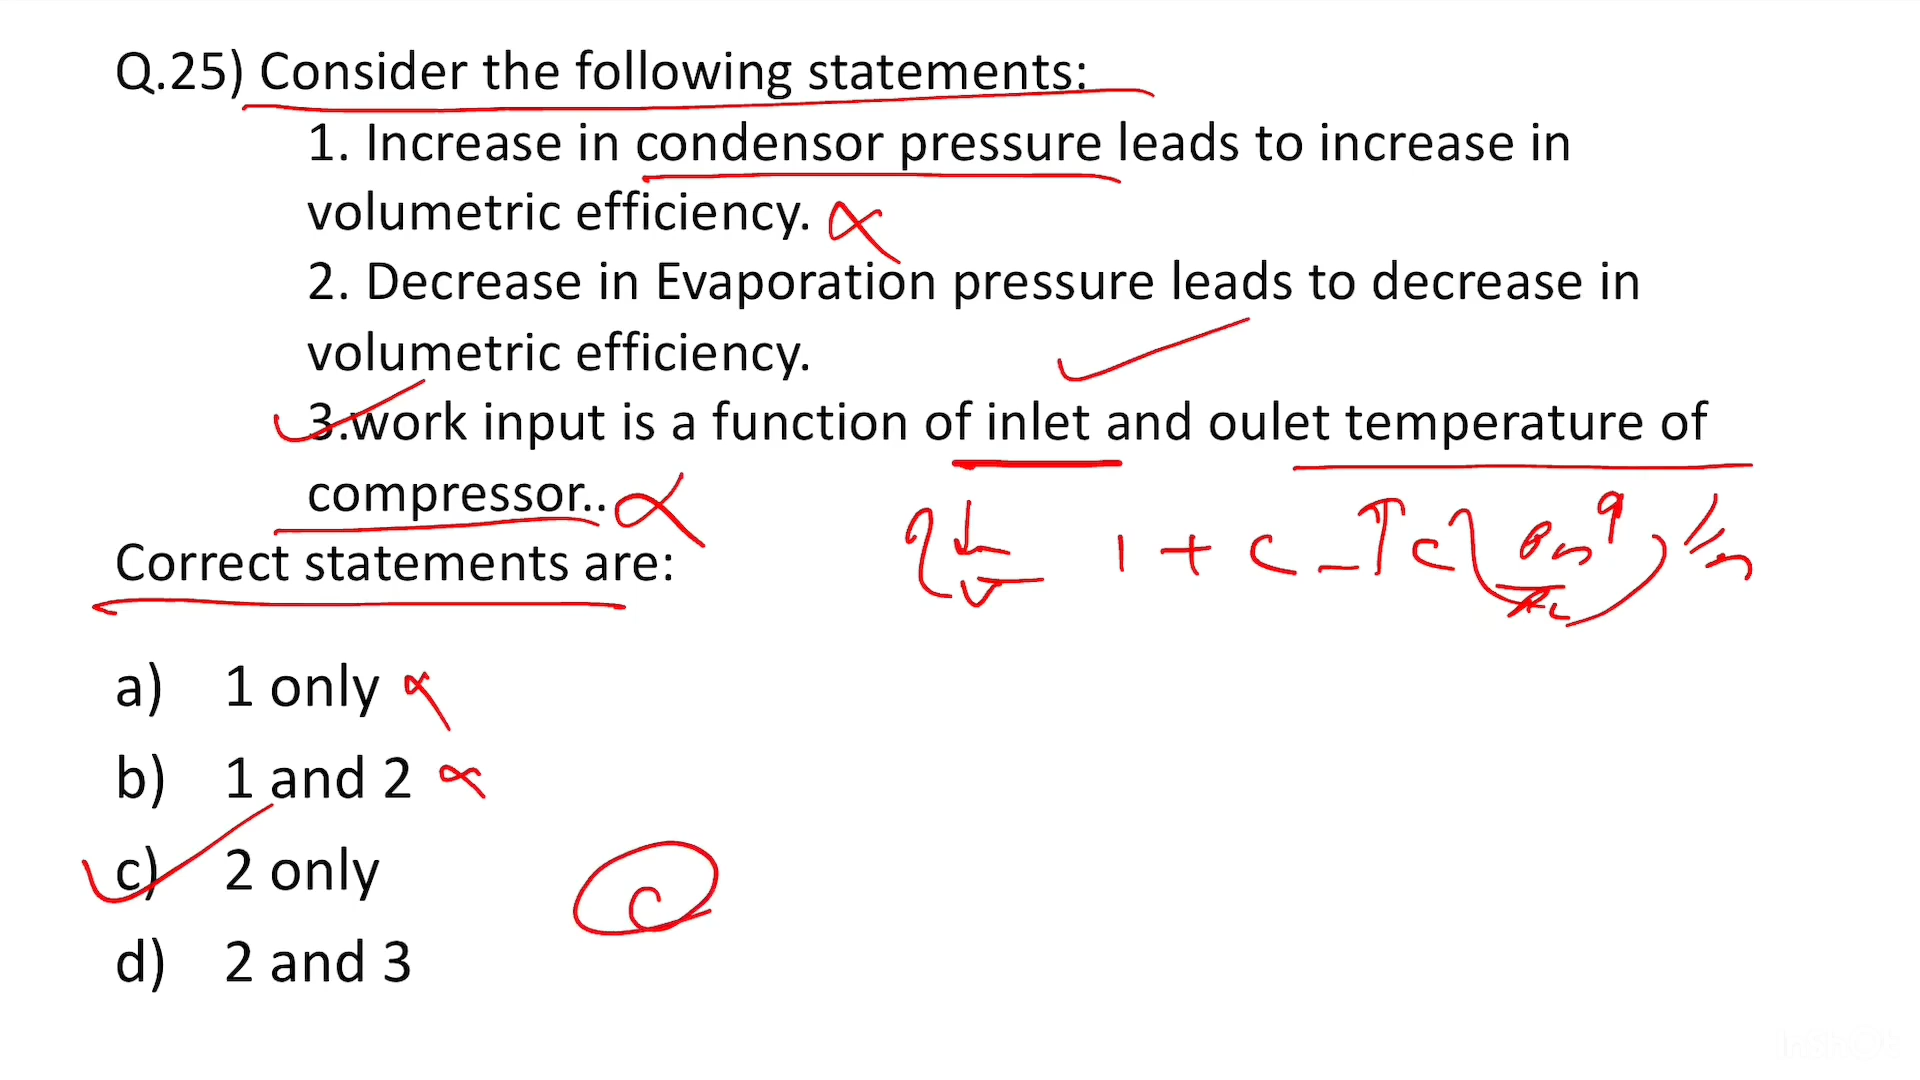 Q.25) Consider the following statements:
1. Increase in condensor pressure leads to increase in
volumetric efficiency.
2. Decrease in Evaporation pressure leads to decrease in
volumetric efficiency.
3.work input is a function of inlet and oulet temperature of
compressor..
Correct statements are:
1 + C - C
a) 1 only
b) 1 and 2
c) 2 only
C
d) 2 and 3